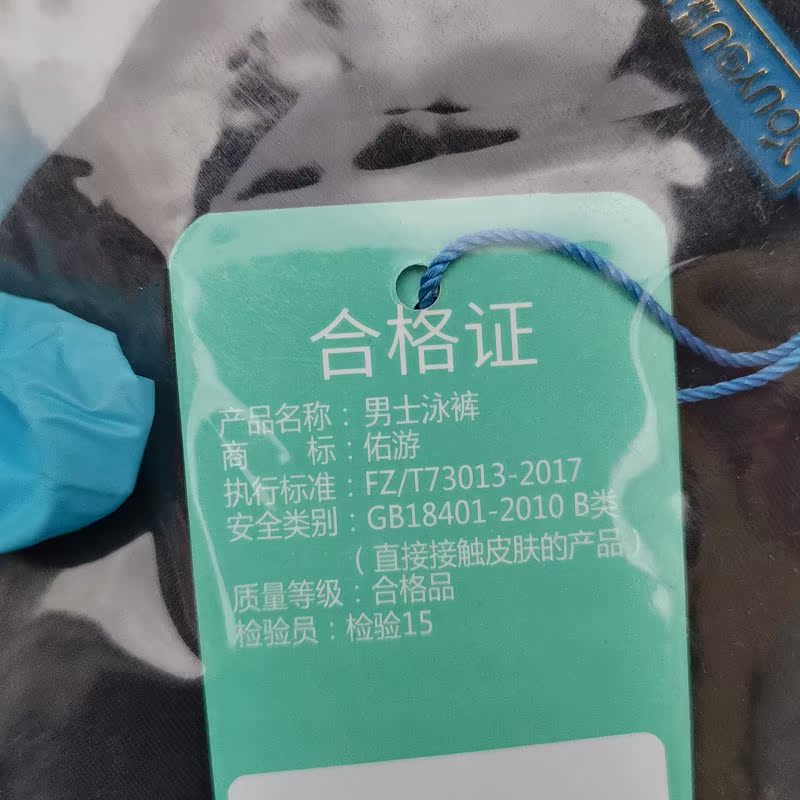 YOUYOU
合格证
产品名称：男士泳裤
商 标：佑游
执行标准：FZ/T73013-2017
安全类别：GB18401-2010 B类
（直接接触皮肤的产品）
质量等级：合格品
检验员：检验15